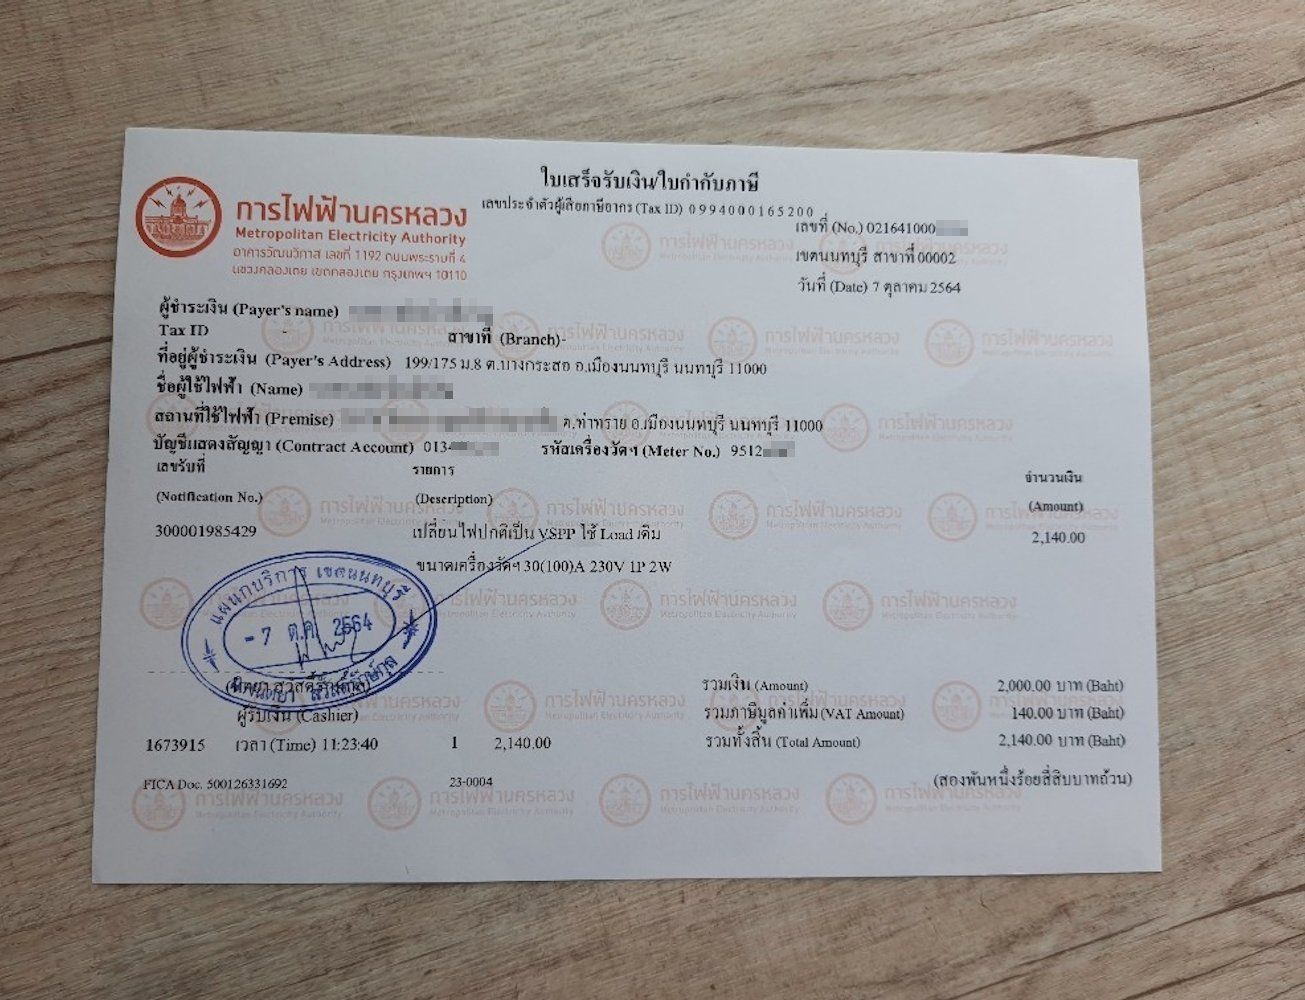 ใบเสร็จรับเงิน/ใบกำกับภาษี
เลขประจำตัวผู้เสียภาษีอากร (Tax ID) 0994000165200
การไฟฟ้านครหลวง
Metropolitan Electricity Authority
อาคารวัฒนวิภาส เลขที่ 1192 ถนนพระรามที่ 4
แขวงคลองเตย เขตคลองเตย กรุงเทพฯ 10110
เลขที่ (No.) 021641000
เขตนนทบุรี สาขาที่ 00002
วันที่ (Date) 7 ตุลาคม 2564
ผู้ชำระเงิน (Payer's name)
Tax ID - สาขาที่ (Branch)-
ที่อยู่ผู้ชำระเงิน (Payer's Address) 199/175 ม.8 ต.บางกระสอ อ.เมืองนนทบุรี นนทบุรี 11000
ชื่อผู้ใช้ไฟฟ้า (Name)
สถานที่ใช้ไฟฟ้า (Premise) ต.ท่าทราย อ.เมืองนนทบุรี นนทบุรี 11000
บัญชีแสดงสัญญา (Contract Account) 0134 รหัสเครื่องวัดฯ (Meter No.) 9512
เลขรับที่ รายการ จำนวนเงิน
(Notification No.) (Description) (Amount)
300001985429 เปลี่ยนไฟปกติเป็น VSPP ใช้ Load เดิม 2,140.00
ขนาดเครื่องวัดฯ 30(100)A 230V 1P 2W
แผนกบริการ เขตนนทบุรี
- 7 ต.ค. 2564
ผู้รับเงิน (Cashier)
รวมเงิน (Amount) 2,000.00 บาท (Baht)
รวมภาษีมูลค่าเพิ่ม (VAT Amount) 140.00 บาท (Baht)
1673915 เวลา (Time) 11:23:40 1 2,140.00 รวมทั้งสิ้น (Total Amount) 2,140.00 บาท (Baht)
FICA Doc. 500126331692 23-0004 (สองพันหนึ่งร้อยสี่สิบบาทถ้วน)